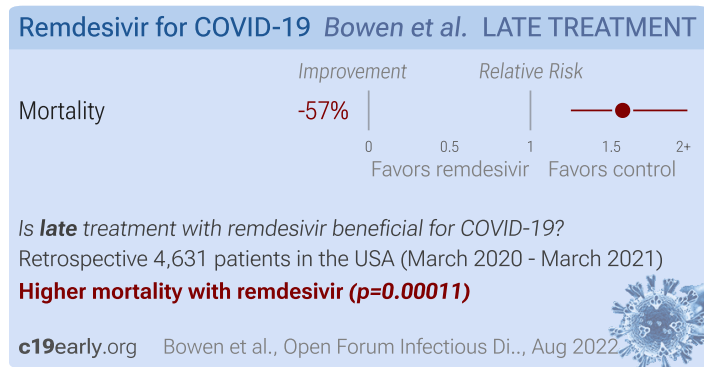 Remdesivir for COVID-19 Bowen et al. LATE TREATMENT
Improvement Relative Risk
Mortality -57%
0 0.5 1 1.5 2+
Favors remdesivir Favors control
Is late treatment with remdesivir beneficial for COVID-19?
Retrospective 4,631 patients in the USA (March 2020 - March 2021)
Higher mortality with remdesivir (p=0.00011)
c19early.org Bowen et al., Open Forum Infectious Di.., Aug 2022